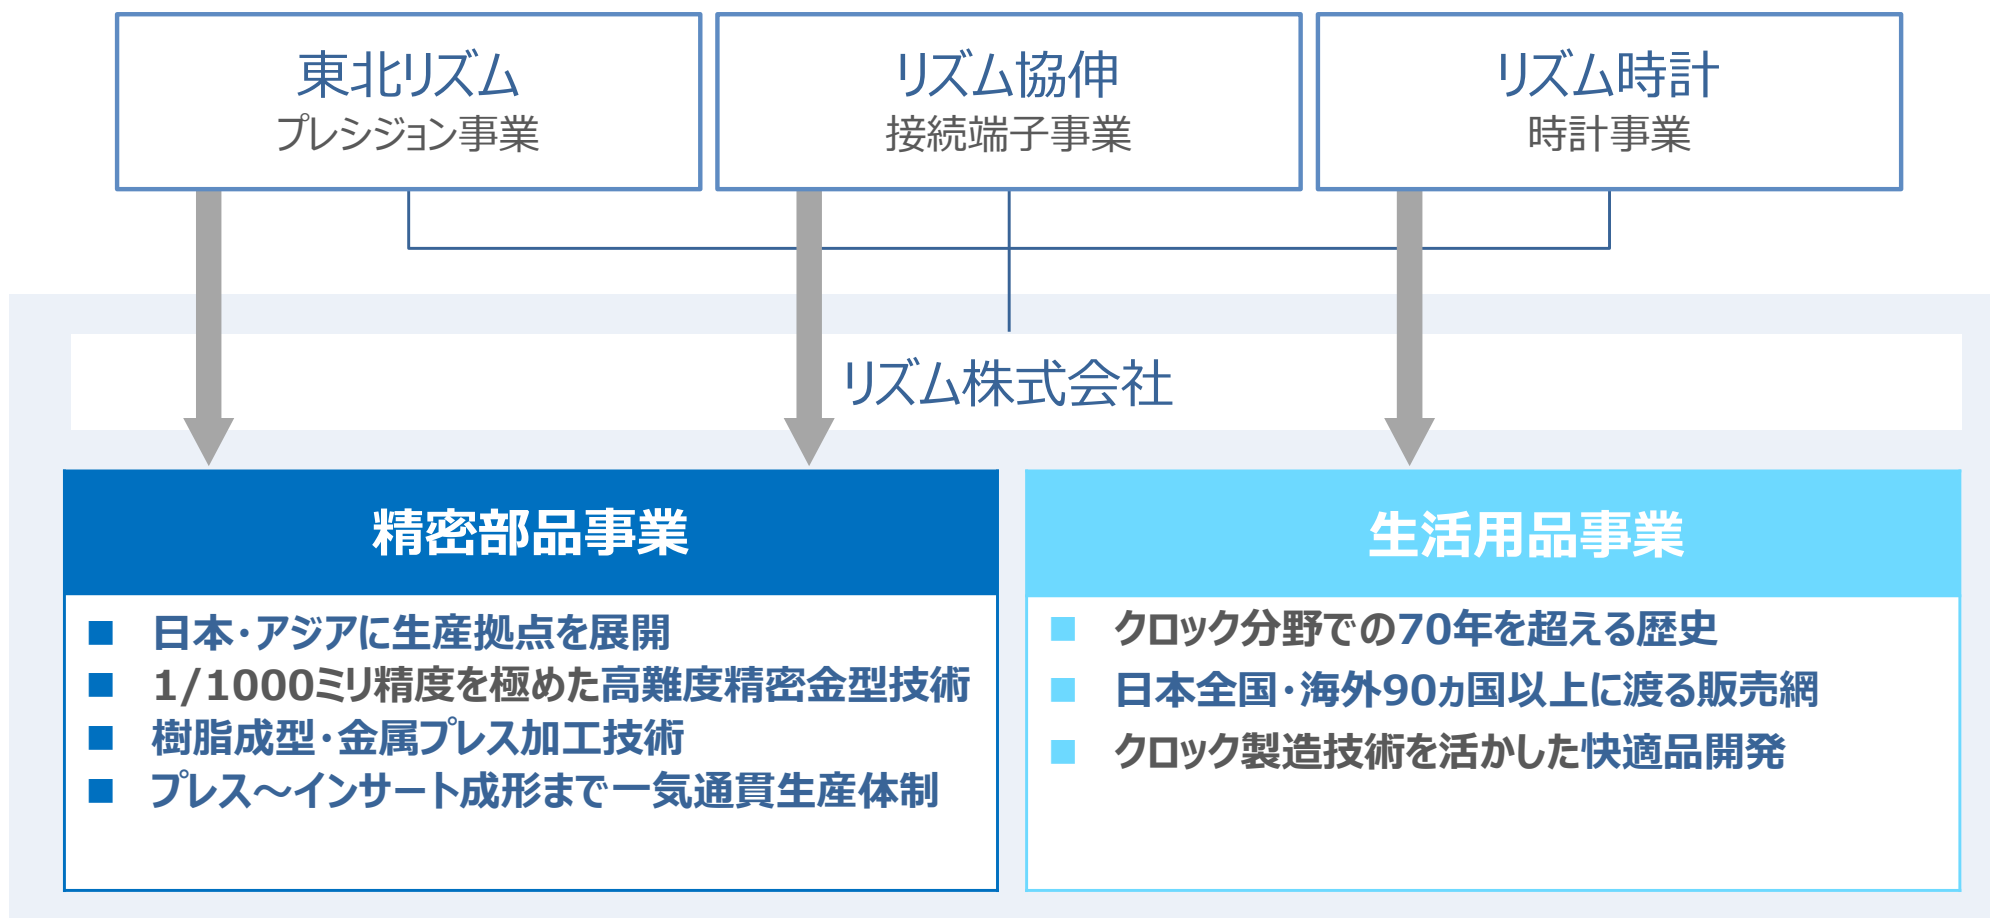 東北リズム
プレシジョン事業
リズム協伸
接続端子事業
リズム時計
時計事業
リズム株式会社
精密部品事業
■ 日本・アジアに生産拠点を展開
■ 1/1000ミリ精度を極めた高難度精密金型技術
■ 樹脂成型・金属プレス加工技術
■ プレス～インサート成形まで一気通貫生産体制
生活用品事業
■ クロック分野での70年を超える歴史
■ 日本全国・海外90ヵ国以上に渡る販売網
■ クロック製造技術を活かした快適品開発